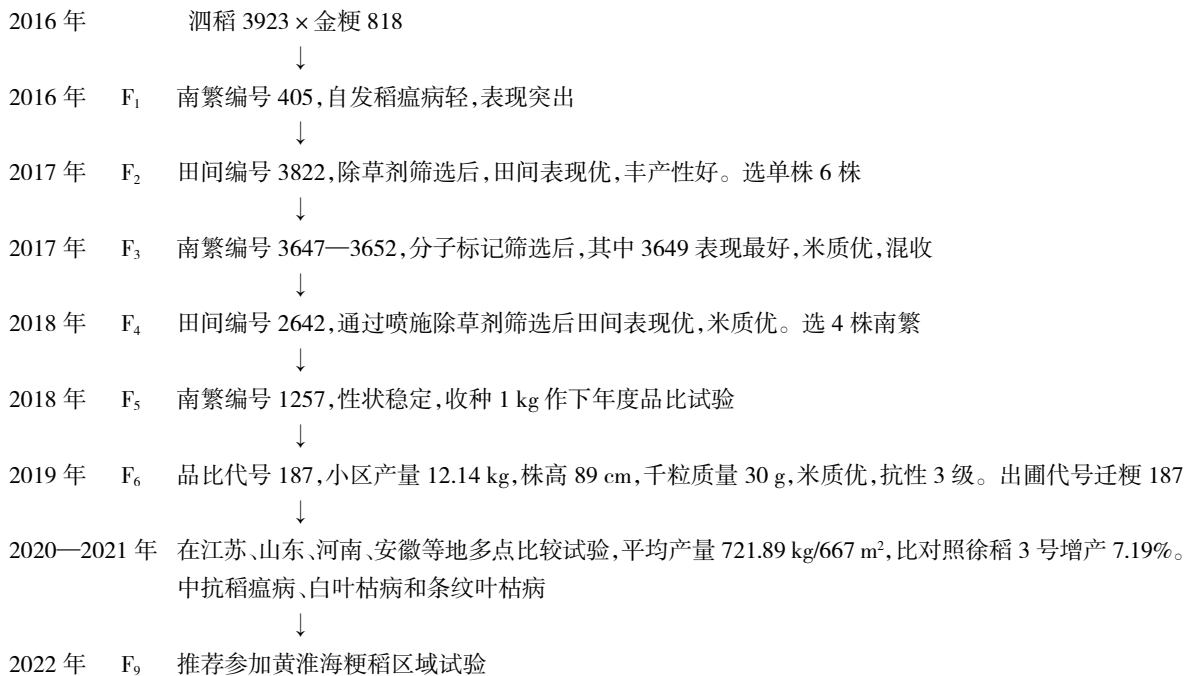 2016 年 泗稻 3923 × 金粳 818
↓
2016 年 F₁ 南繁编号 405,自发稻瘟病轻,表现突出
↓
2017 年 F₂ 田间编号 3822,除草剂筛选后,田间表现优,丰产性好。选单株 6 株
↓
2017 年 F₃ 南繁编号 3647—3652,分子标记筛选后,其中 3649 表现最好,米质优,混收
↓
2018 年 F₄ 田间编号 2642,通过喷施除草剂筛选后田间表现优,米质优。选 4 株南繁
↓
2018 年 F₅ 南繁编号 1257,性状稳定,收种 1 kg 作下年度品比试验
↓
2019 年 F₆ 品比代号 187,小区产量 12.14 kg,株高 89 cm,千粒质量 30 g,米质优,抗性 3 级。出圃代号迁粳 187
↓
2020—2021 年 在江苏、山东、河南、安徽等地多点比较试验,平均产量 721.89 kg/667 m²,比对照徐稻 3 号增产 7.19%。
中抗稻瘟病、白叶枯病和条纹叶枯病
↓
2022 年 F₉ 推荐参加黄淮海粳稻区域试验